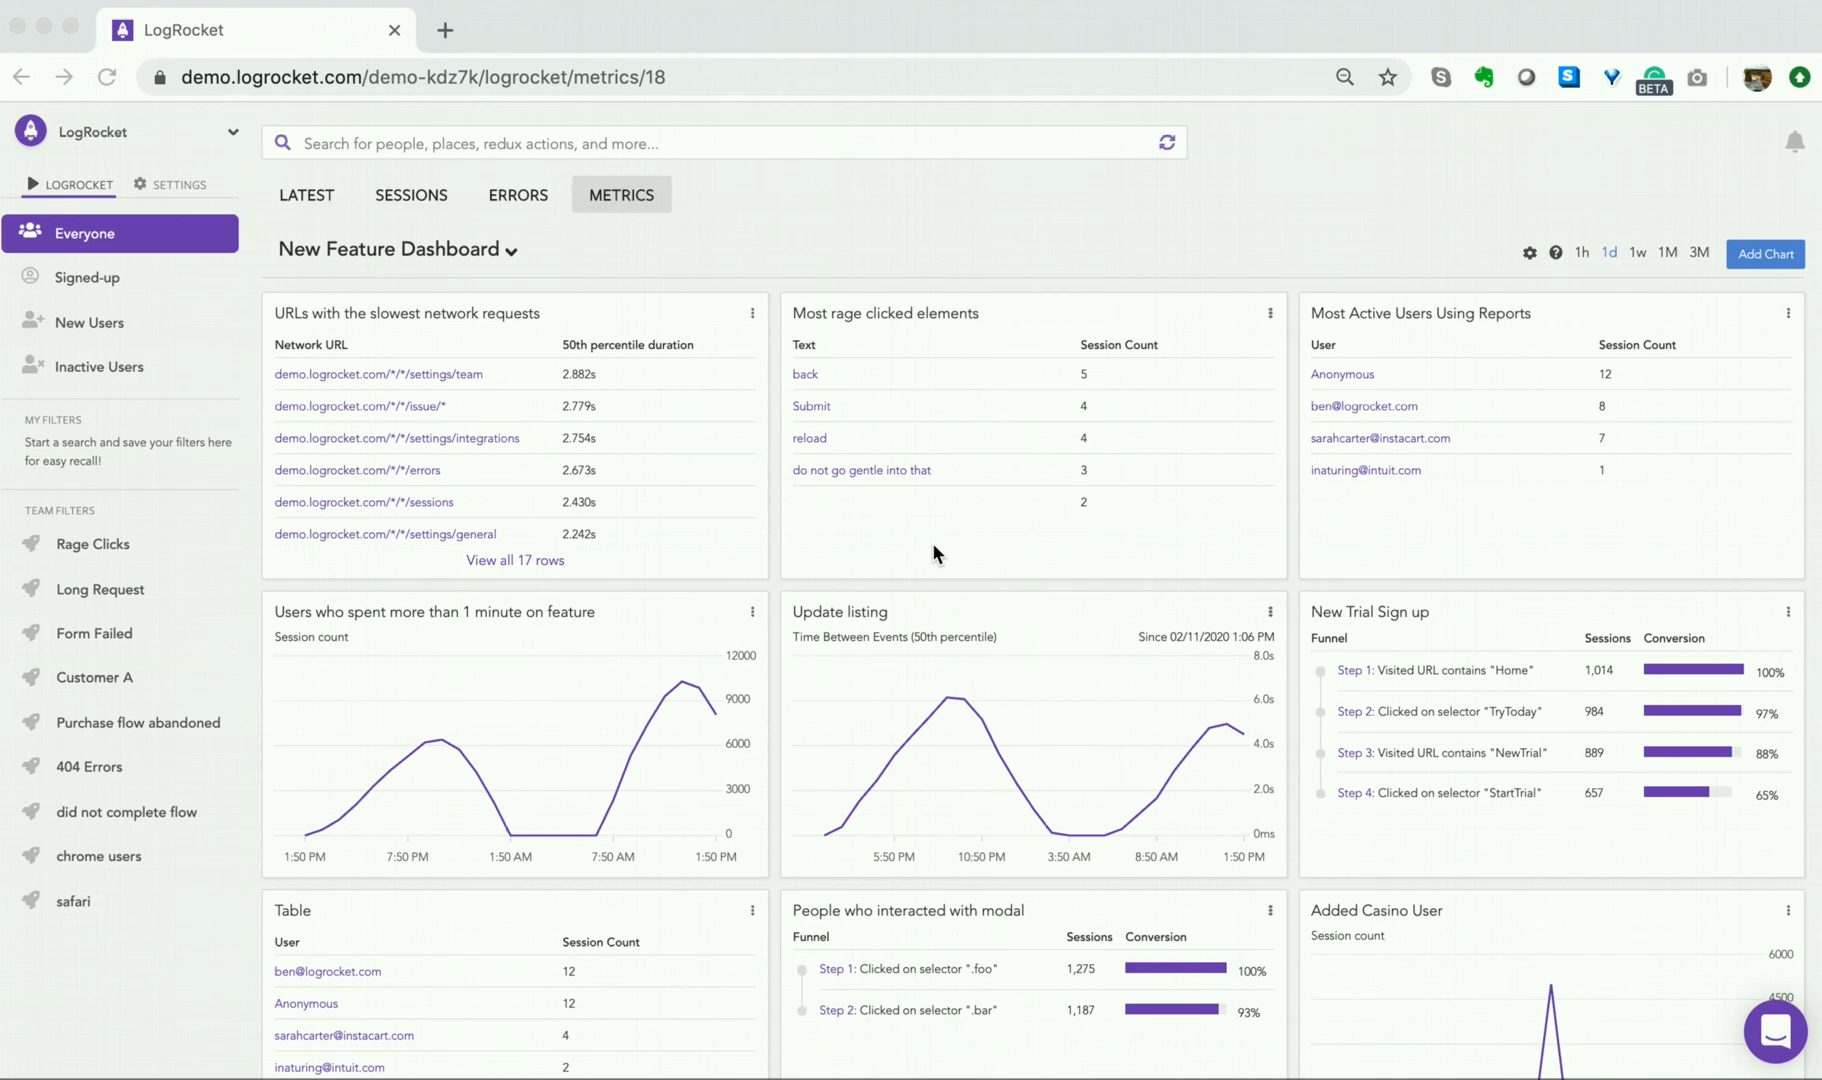 LogRocket
demo.logrocket.com/demo-kdz7k/logrocket/metrics/18
BETA
LogRocket
Search for people, places, redux actions, and more...
LOGROCKET SETTINGS
LATEST SESSIONS ERRORS METRICS
Everyone
Signed-up
New Users
Inactive Users
MY FILTERS
Start a search and save your filters here
for easy recall!
TEAM FILTERS
Rage Clicks
Long Request
Form Failed
Customer A
Purchase flow abandoned
404 Errors
did not complete flow
chrome users
safari
New Feature Dashboard
1h 1d 1w 1M 3M Add Chart
URLs with the slowest network requests
Network URL 50th percentile duration
demo.logrocket.com/*/*/settings/team 2.882s
demo.logrocket.com/*/*/issue/* 2.779s
demo.logrocket.com/*/*/settings/integrations 2.754s
demo.logrocket.com/*/*/errors 2.673s
demo.logrocket.com/*/*/sessions 2.430s
demo.logrocket.com/*/*/settings/general 2.242s
View all 17 rows
Most rage clicked elements
Text Session Count
back 5
Submit 4
reload 4
do not go gentle into that 3
2
Most Active Users Using Reports
User Session Count
Anonymous 12
ben@logrocket.com 8
sarahcarter@instacart.com 7
inaturing@intuit.com 1
Users who spent more than 1 minute on feature
Session count
12000
9000
6000
3000
0
1:50 PM 7:50 PM 1:50 AM 7:50 AM 1:50 PM
Update listing
Time Between Events (50th percentile) Since 02/11/2020 1:06 PM
8.0s
6.0s
4.0s
2.0s
0ms
5:50 PM 10:50 PM 3:50 AM 8:50 AM 1:50 PM
New Trial Sign up
Funnel Sessions Conversion
Step 1: Visited URL contains "Home" 1,014 100%
Step 2: Clicked on selector "TryToday" 984 97%
Step 3: Visited URL contains "NewTrial" 889 88%
Step 4: Clicked on selector "StartTrial" 657 65%
Table
User Session Count
ben@logrocket.com 12
Anonymous 12
sarahcarter@instacart.com 4
inaturing@intuit.com 2
People who interacted with modal
Funnel Sessions Conversion
Step 1: Clicked on selector ".foo" 1,275 100%
Step 2: Clicked on selector ".bar" 1,187 93%
Added Casino User
Session count
6000
4500